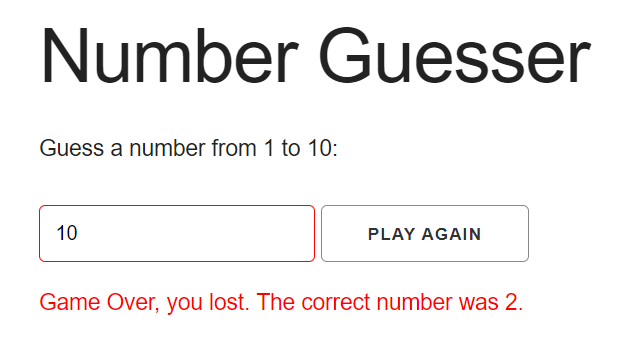 Number Guesser
Guess a number from 1 to 10:
10
PLAY AGAIN
Game Over, you lost. The correct number was 2.